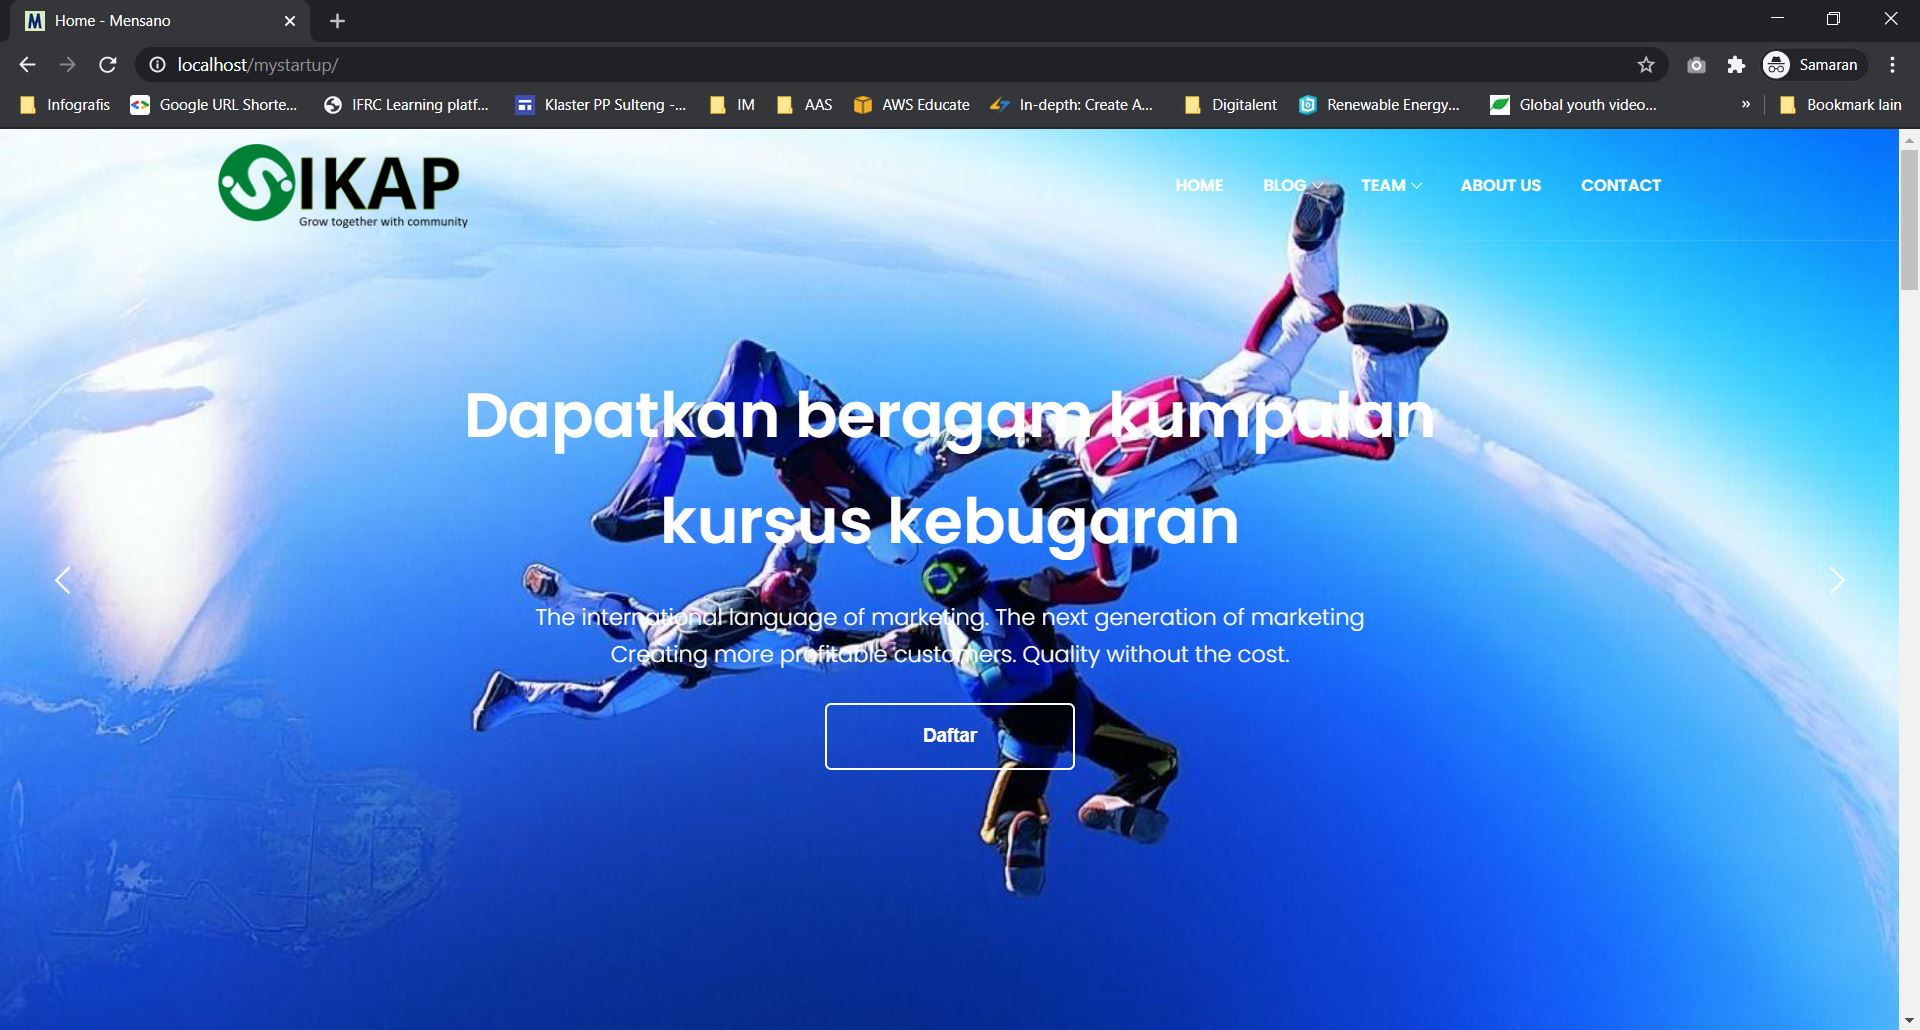 M Home - Mensano
localhost/mystartup/
Samaran
Infografis Google URL Shorte... IFRC Learning platf... Klaster PP Sulteng -... IM AAS AWS Educate In-depth: Create A... Digitalent Renewable Energy... Global youth video... » Bookmark lain
SIKAP
Grow together with community
HOME BLOG TEAM ABOUT US CONTACT
Dapatkan beragam kumpulan
kursus kebugaran
The international language of marketing. The next generation of marketing
Creating more profitable customers. Quality without the cost.
Daftar